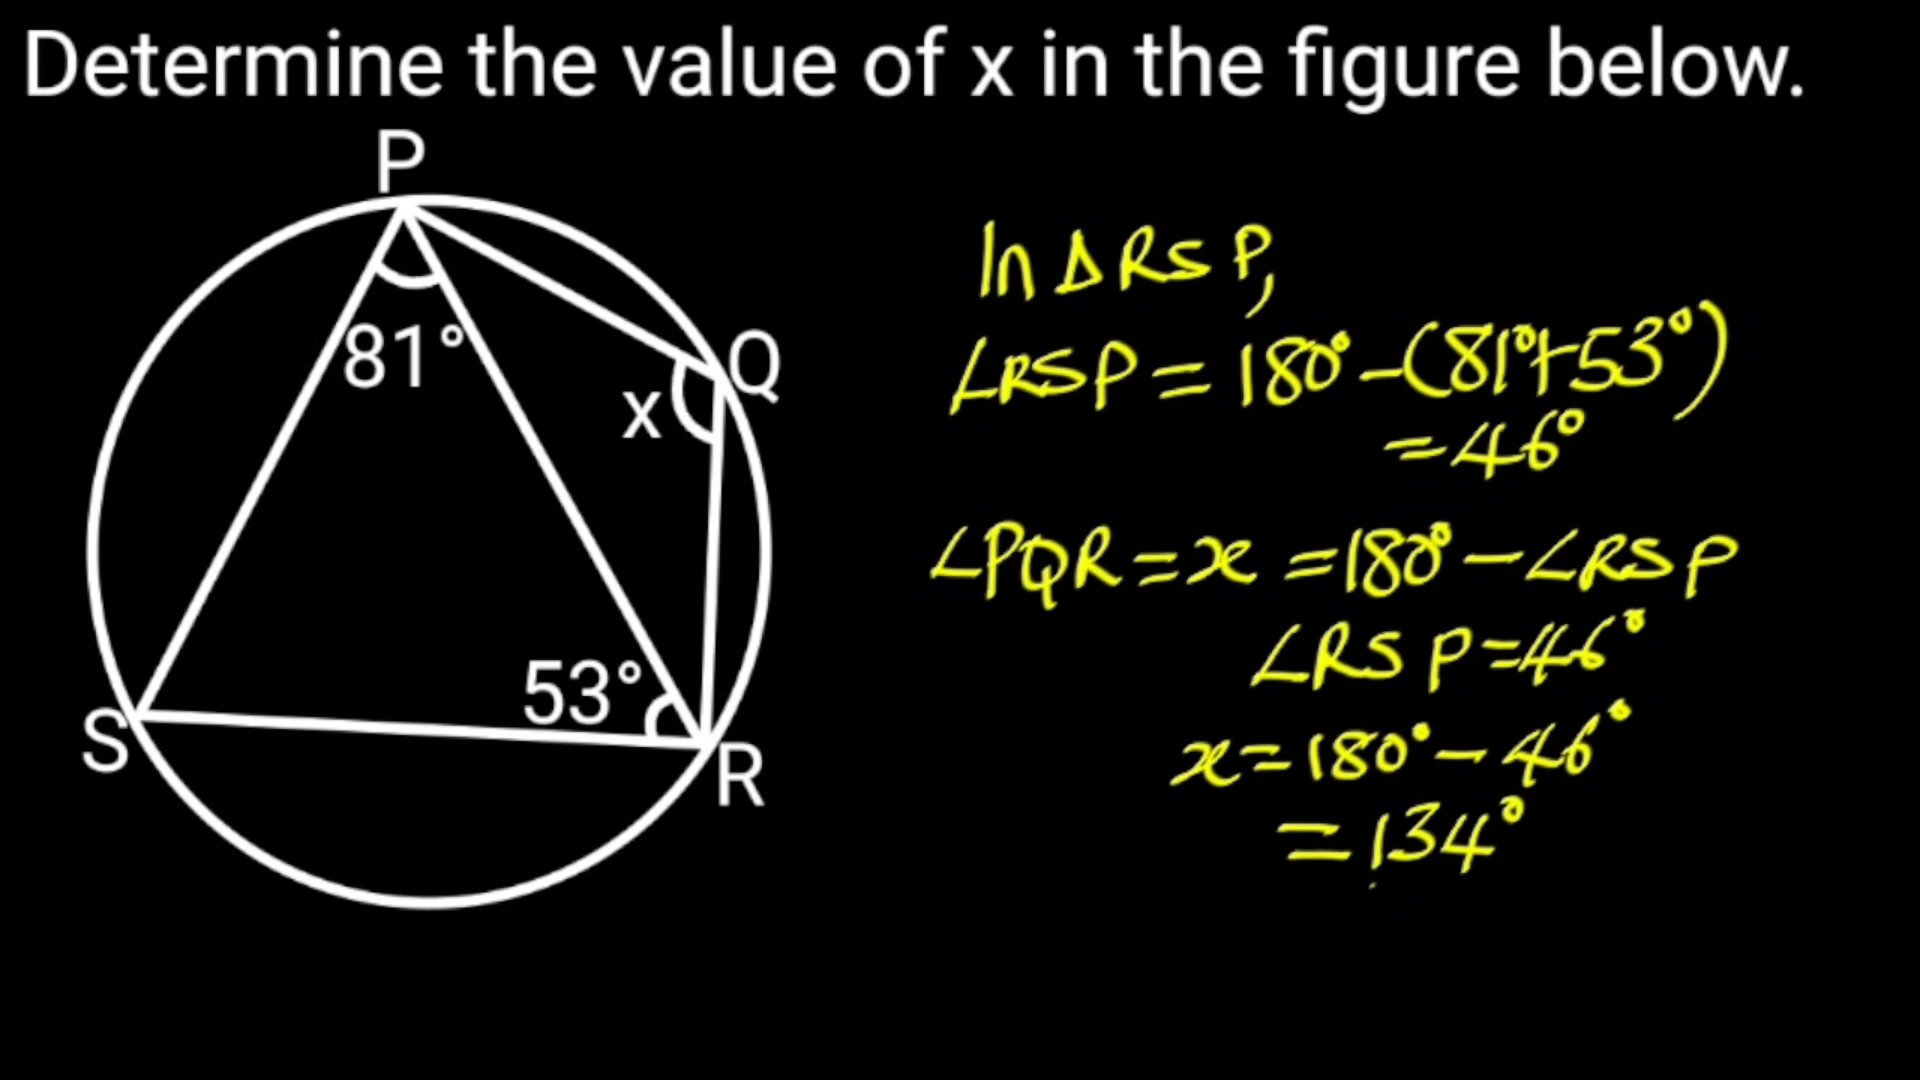 Determine the value of x in the figure below.
P
81°
Q
x
53°
S
R
In Δ RSP,
∠RSP = 180° - (81°+53°)
= 46°
∠PQR = x = 180° - ∠RSP
∠RSP = 46°
x = 180° - 46°
= 134°